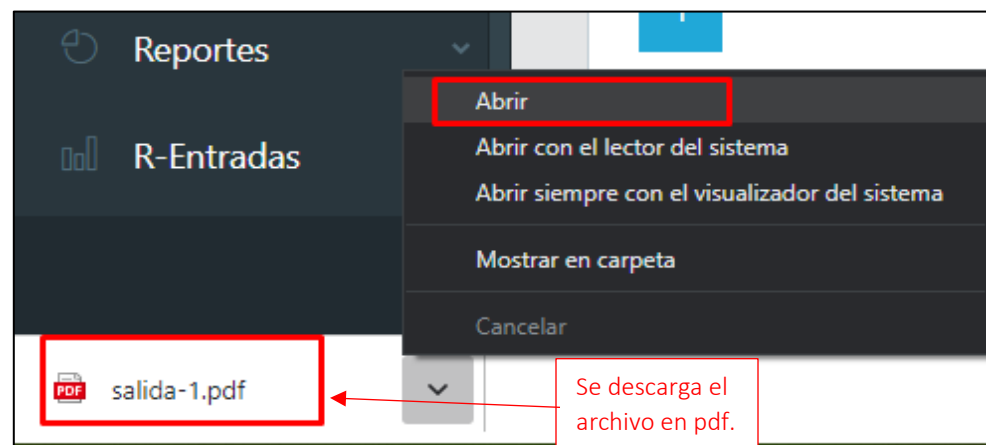 Reportes
R-Entradas
Abrir
Abrir con el lector del sistema
Abrir siempre con el visualizador del sistema
Mostrar en carpeta
Cancelar
PDF
salida-1.pdf
Se descarga el
archivo en pdf.